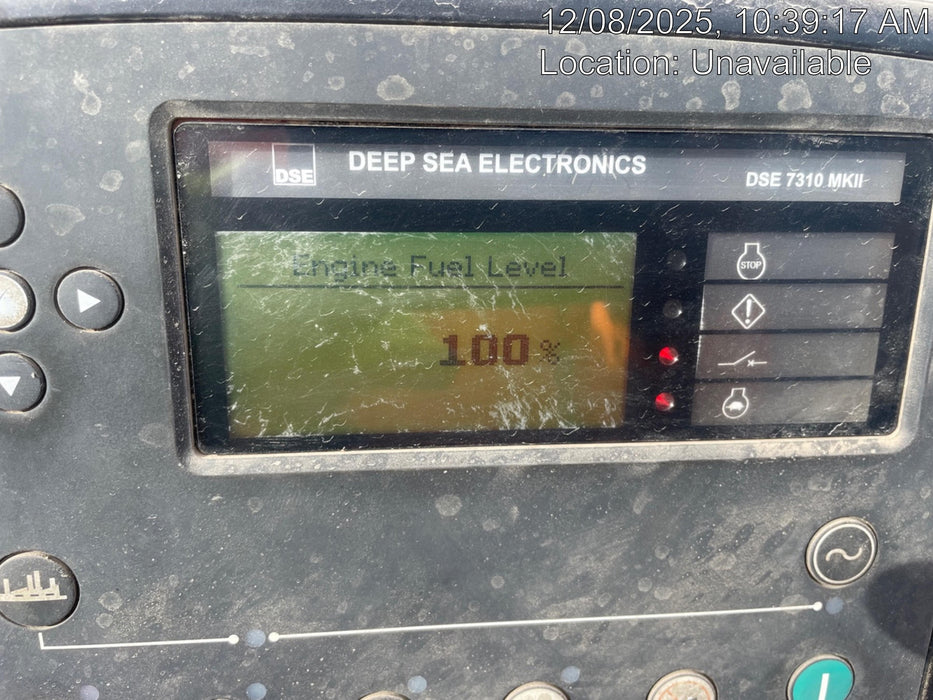 12/08/2025, 10:39:17 AM
Location: Unavailable
DSE
DEEP SEA ELECTRONICS
DSE 7310 MKII
Engine Fuel Level
100 %
STOP